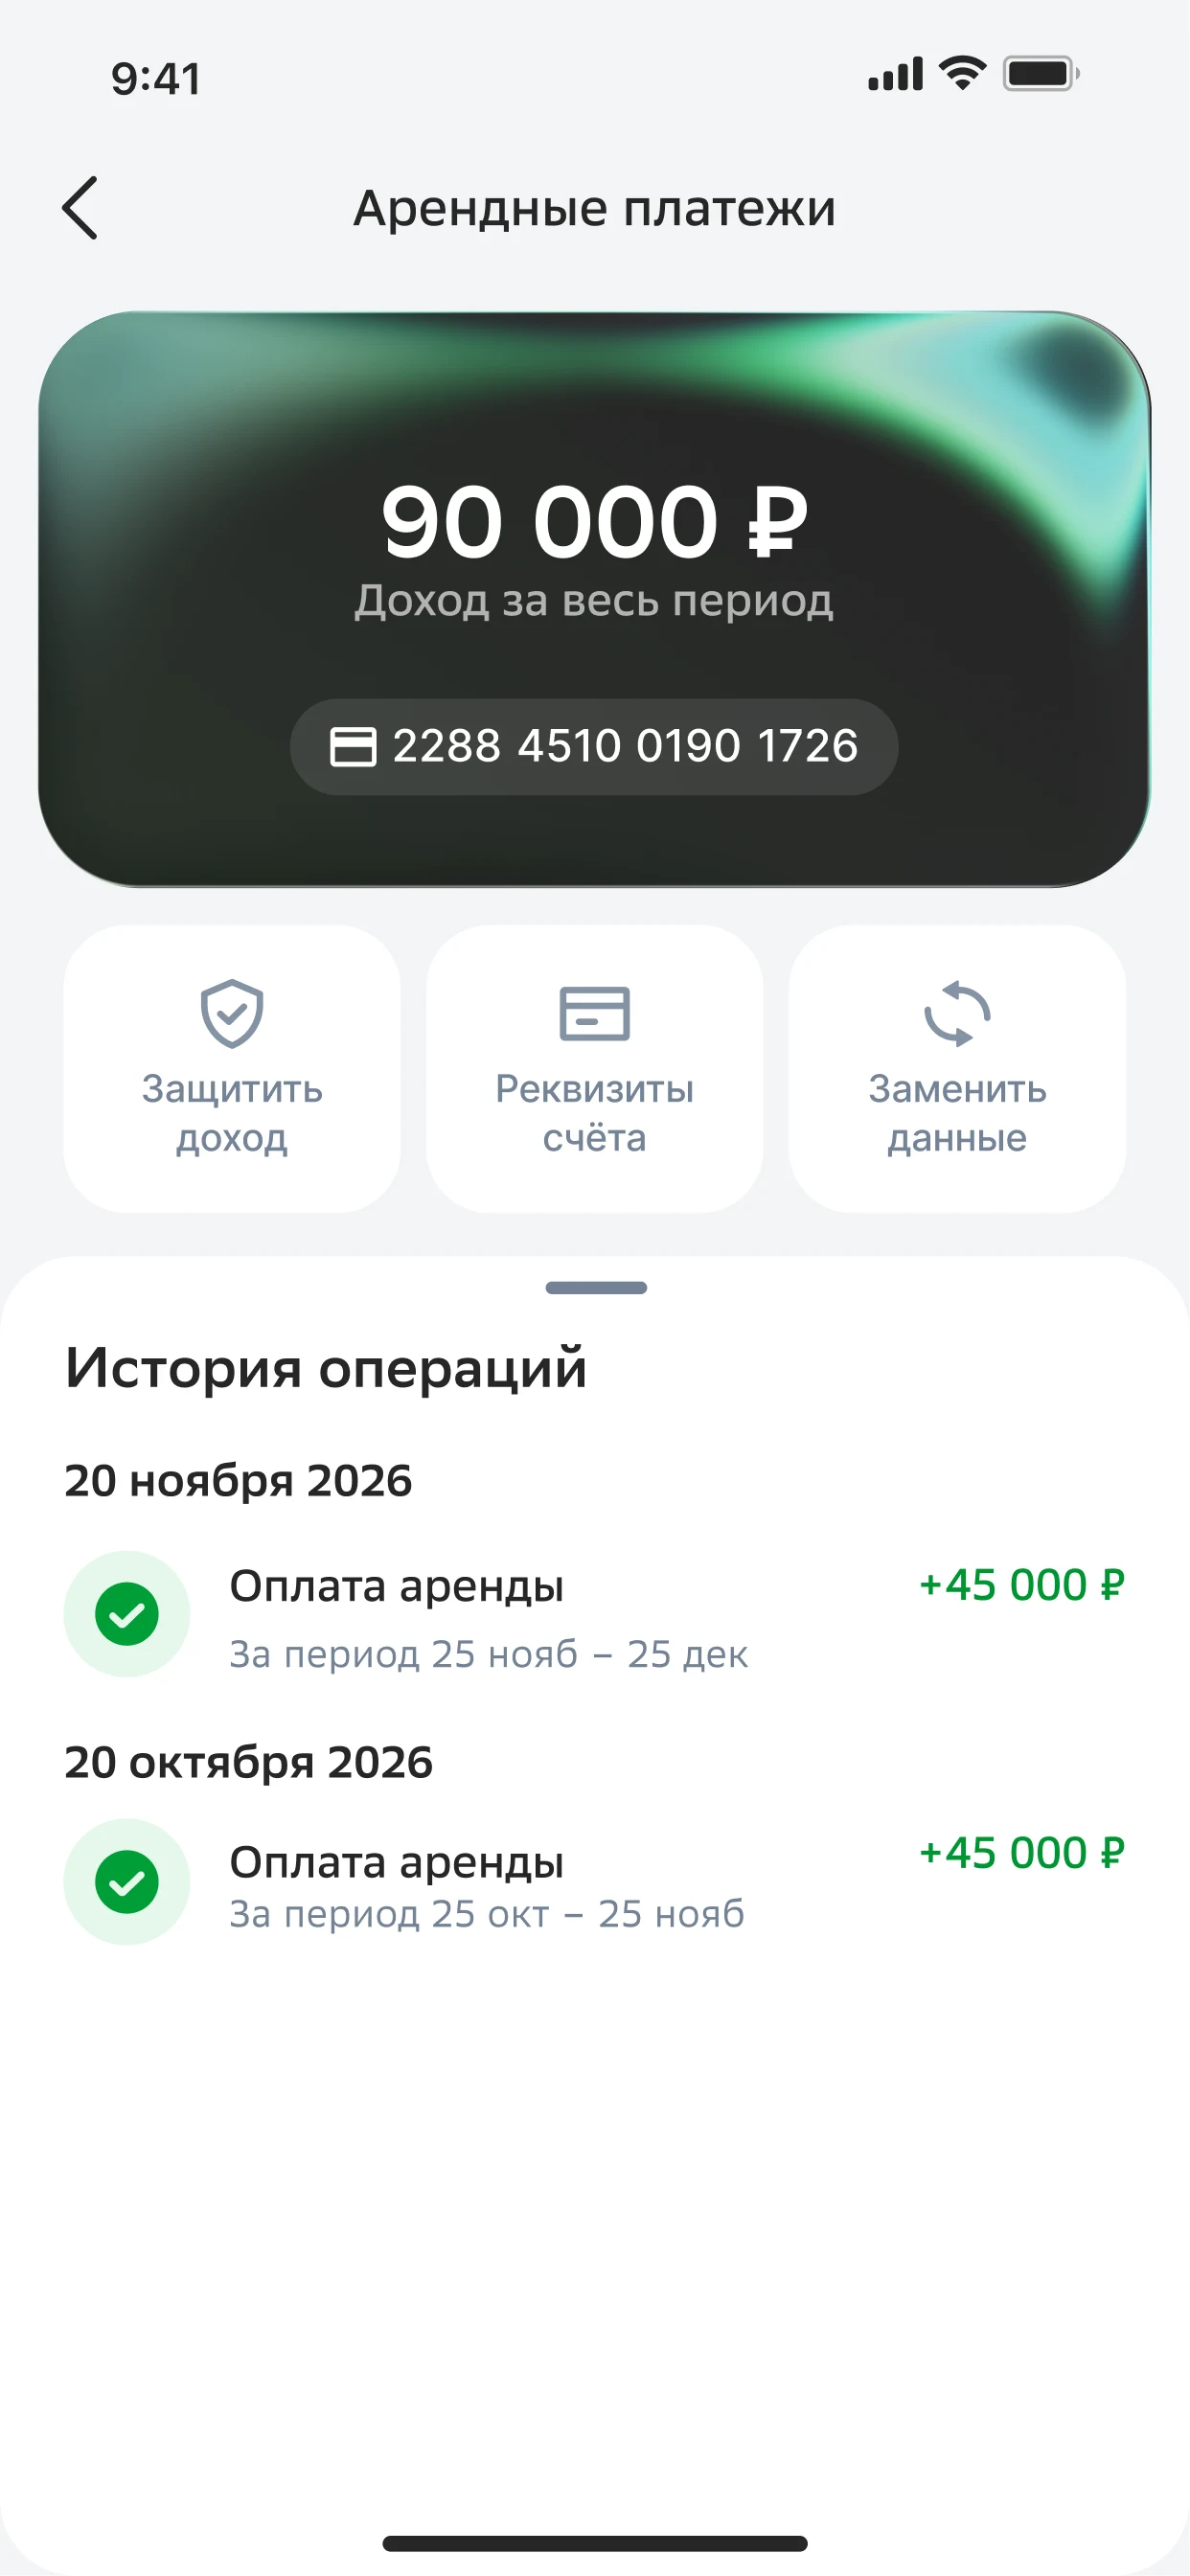 9:41
Арендные платежи
90 000 ₽
Доход за весь период
2288 4510 0190 1726
Защитить
доход
Реквизиты
счёта
Заменить
данные
История операций
20 ноября 2026
Оплата аренды
+45 000 ₽
За период 25 нояб – 25 дек
20 октября 2026
Оплата аренды
+45 000 ₽
За период 25 окт – 25 нояб